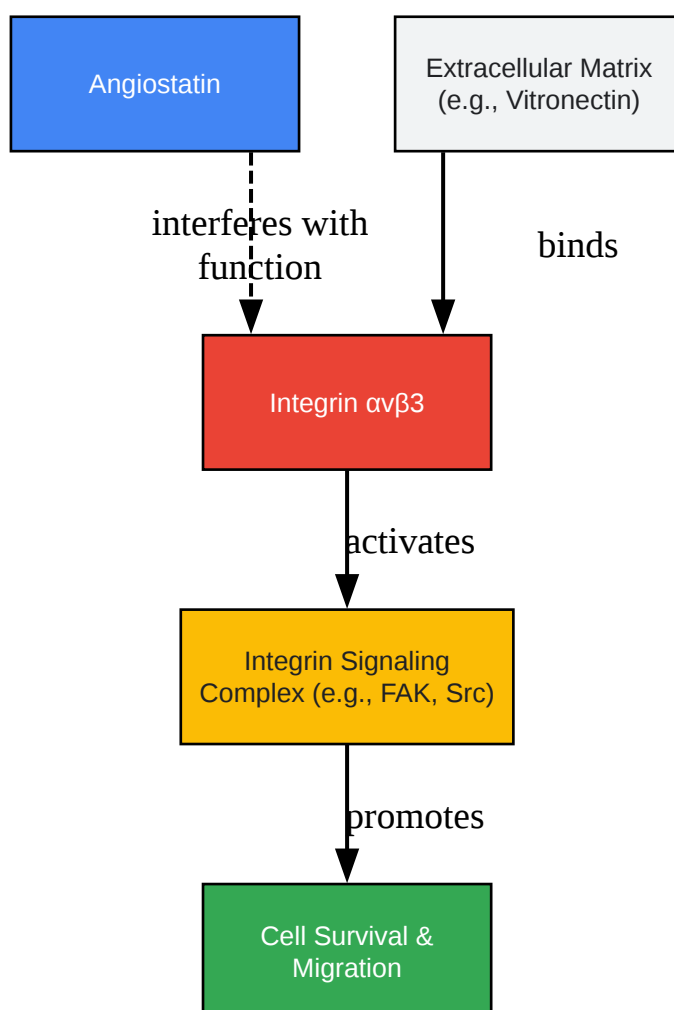 Angiostatin
Extracellular Matrix
(e.g., Vitronectin)
interferes with
function
binds
Integrin αvβ3
activates
Integrin Signaling
Complex (e.g., FAK, Src)
promotes
Cell Survival &
Migration